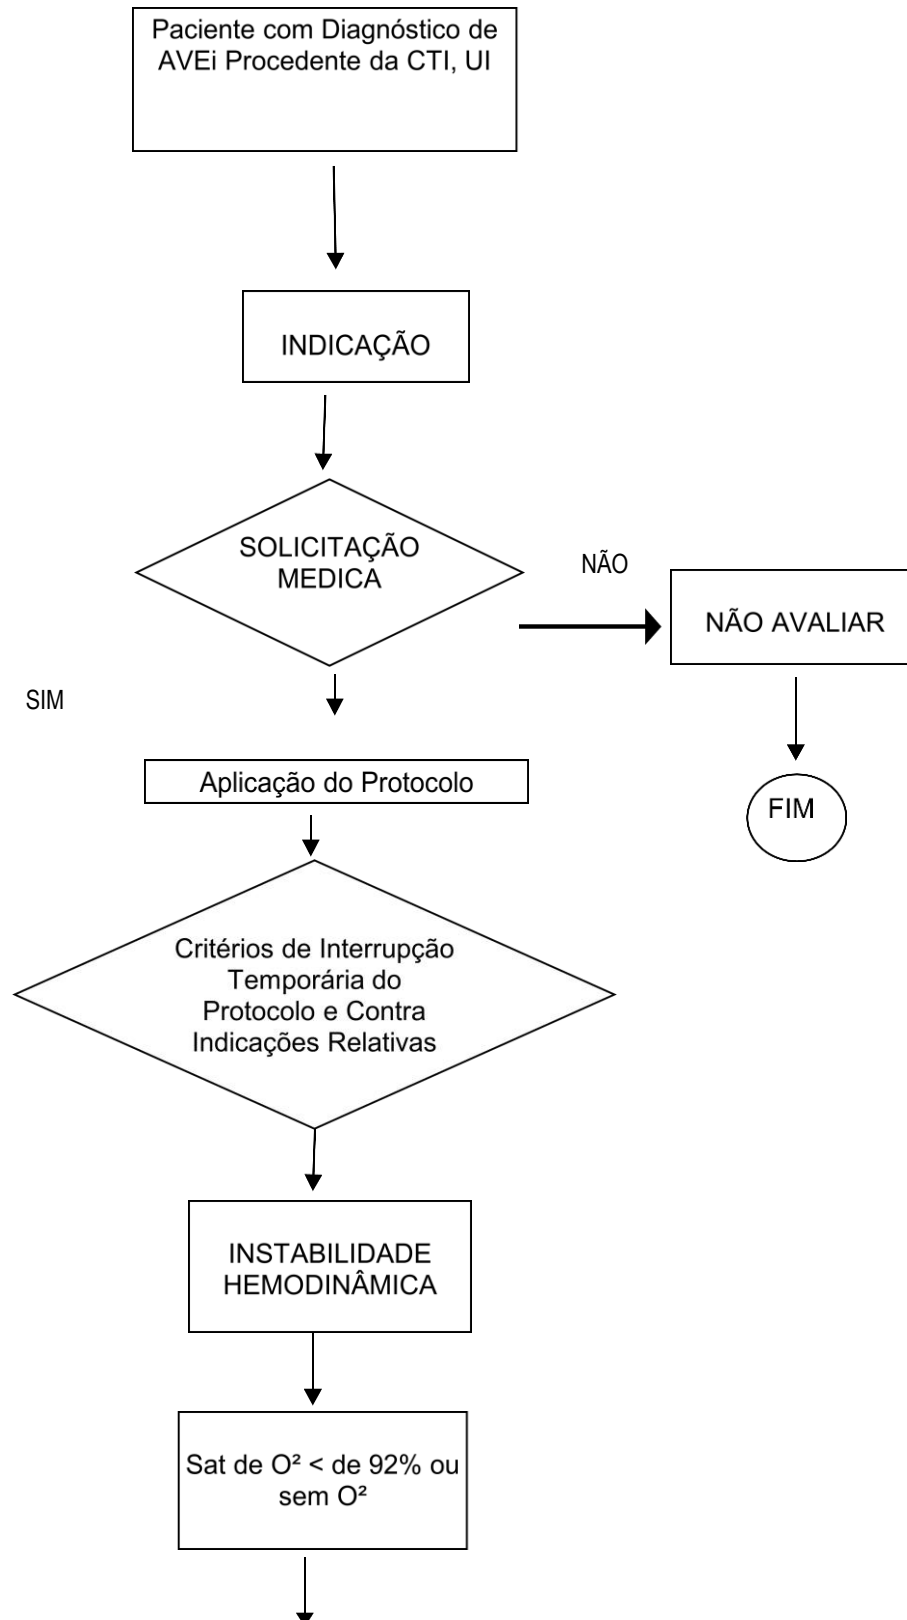 Paciente com Diagnóstico de
AVEi Procedente da CTI, UI
INDICAÇÃO
SOLICITAÇÃO
MEDICA
NÃO
NÃO AVALIAR
SIM
Aplicação do Protocolo
FIM
Critérios de Interrupção
Temporária do
Protocolo e Contra
Indicações Relativas
INSTABILIDADE
HEMODINÂMICA
Sat de O² < de 92% ou
sem O²